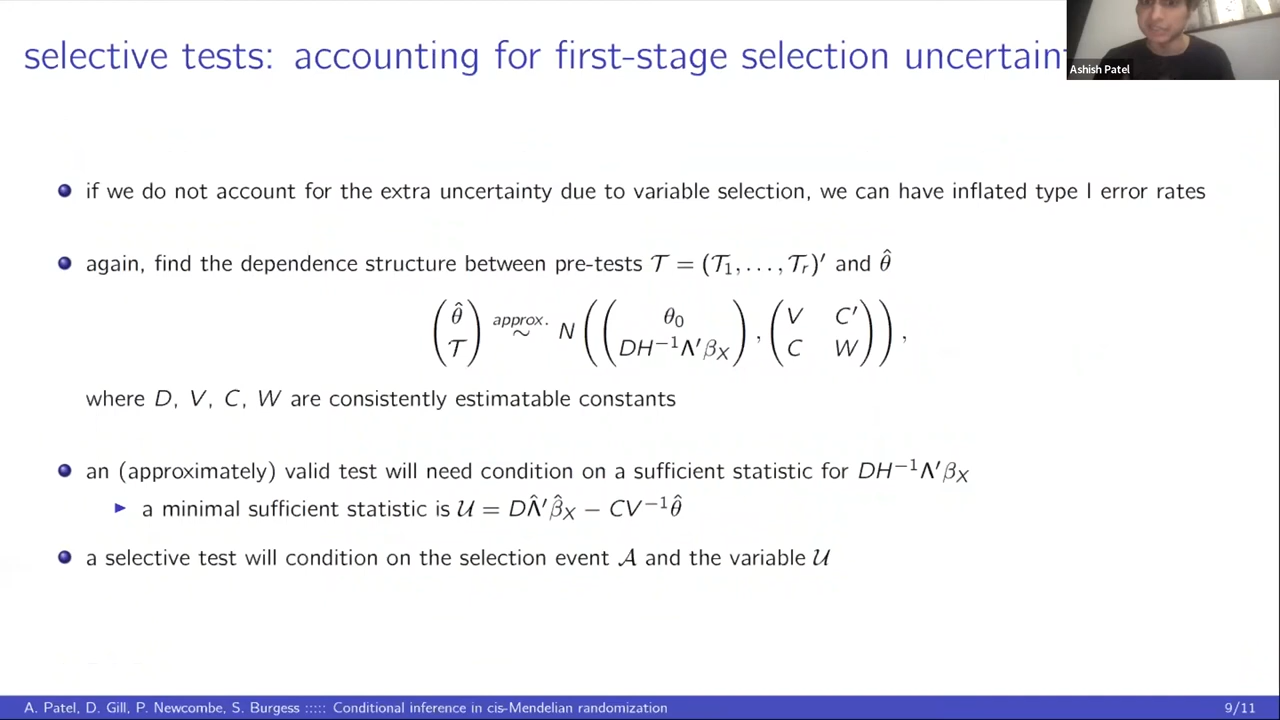 selective tests: accounting for first-stage selection
Ashish Patel
if we do not account for the extra uncertainty due to variable selection, we can have inflated type I error rates
again, find the dependence structure between pre-tests 𝒯 = (𝒯₁, . . . , 𝒯ᵣ)′ and θ̂
(θ̂ 𝒯) approx. ~ N ( ( θ₀ DH⁻¹Λ′β_X ) , ( V C′ C W ) ) ,
where D, V, C, W are consistently estimatable constants
an (approximately) valid test will need condition on a sufficient statistic for DH⁻¹Λ′β_X
a minimal sufficient statistic is 𝒰 = DΛ̂′β̂_X − CV⁻¹θ̂
a selective test will condition on the selection event 𝒜 and the variable 𝒰
A. Patel, D. Gill, P. Newcombe, S. Burgess ::::: Conditional inference in cis-Mendelian randomization
9/11